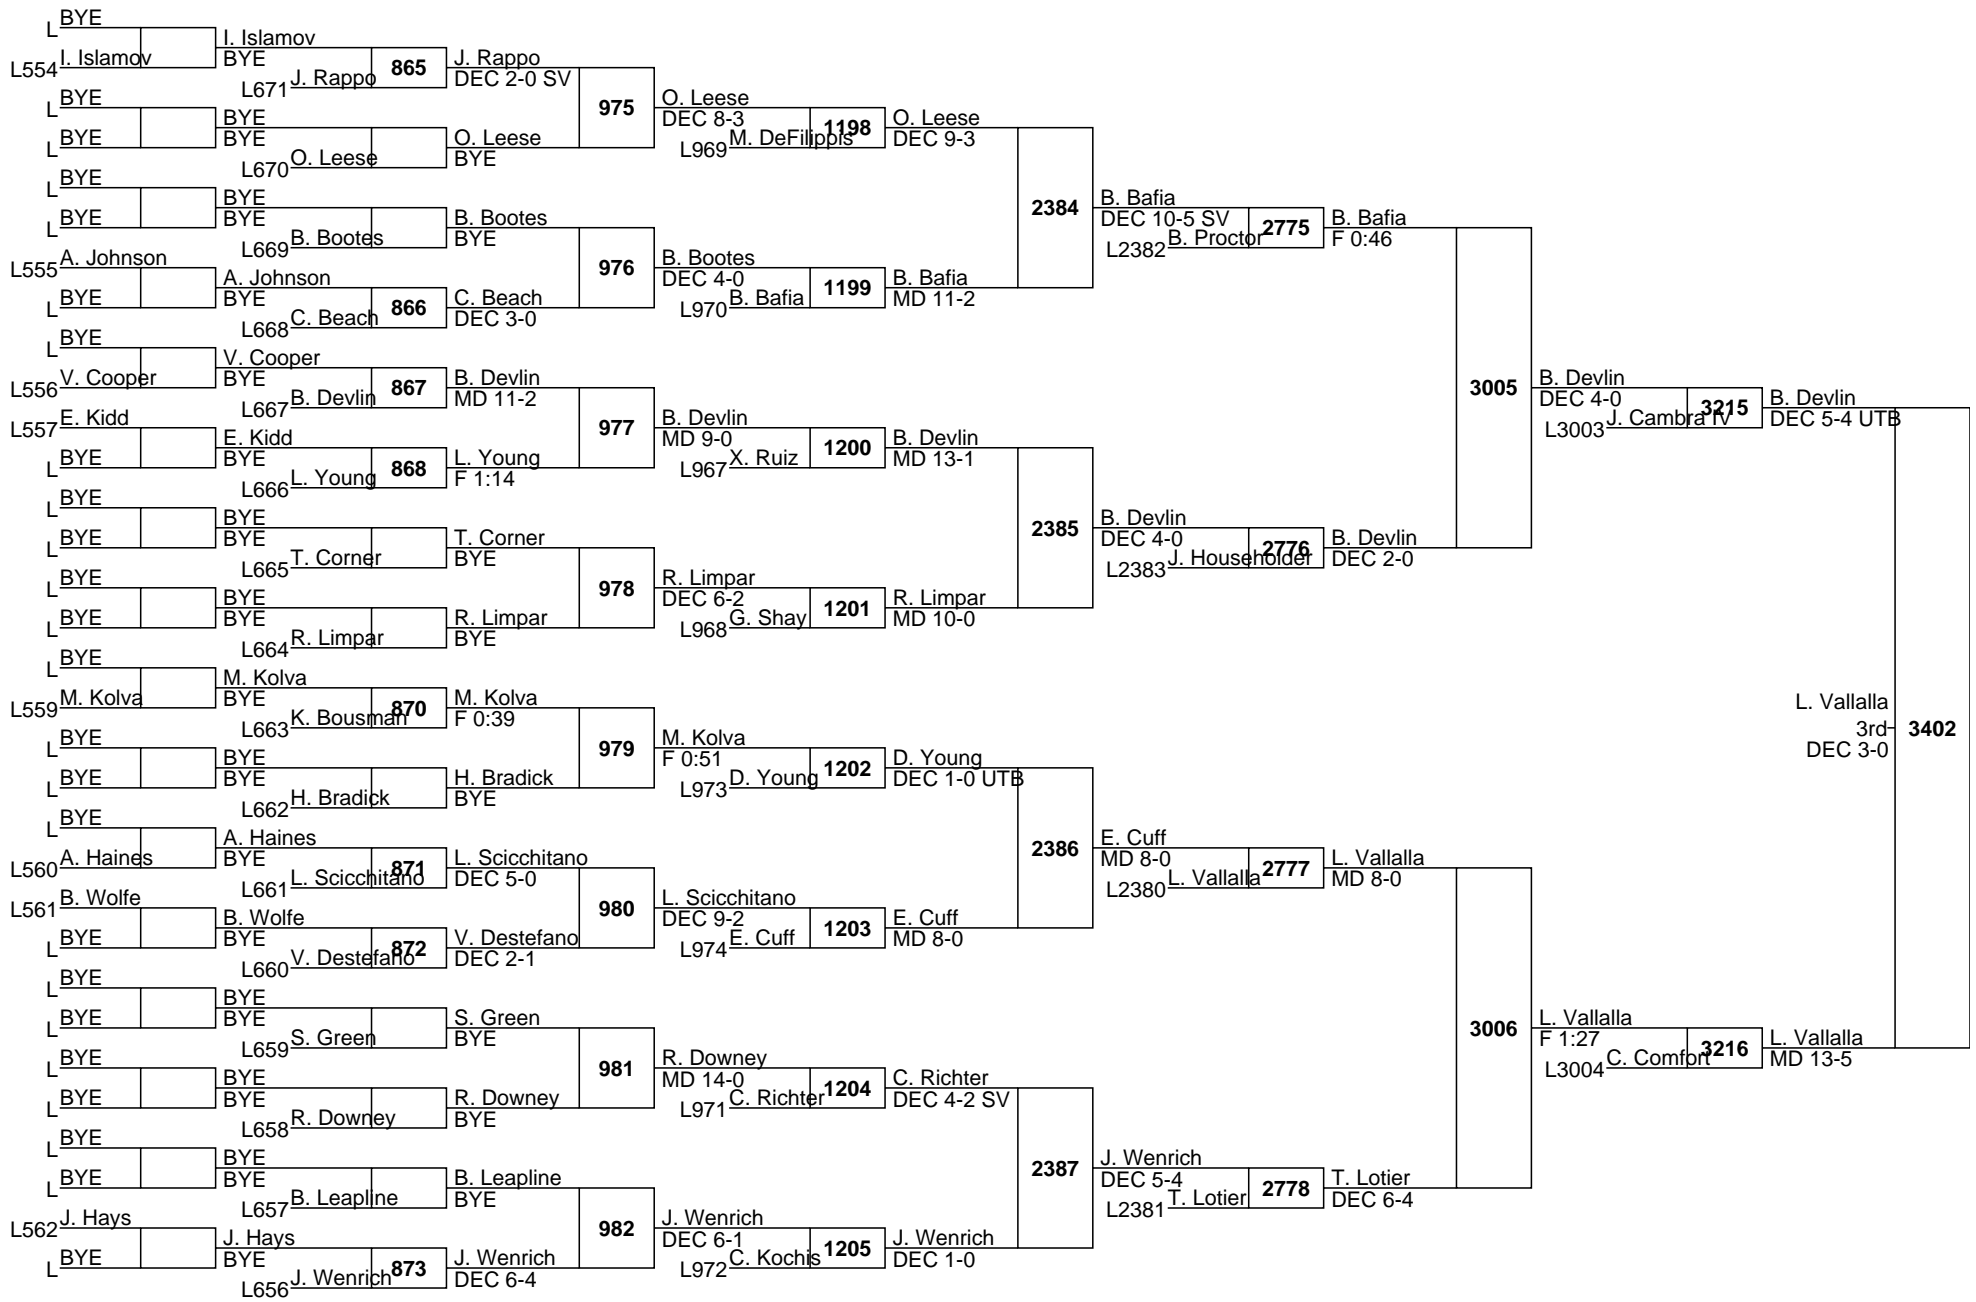 BYE
L
I. Islamov
L554
BYE
L
BYE
L
BYE
L
BYE
L
A. Johnson
L555
BYE
L
BYE
L
V. Cooper
L556
E. Kidd
L557
BYE
L
BYE
L
BYE
L
BYE
L
BYE
L
BYE
L
M. Kolva
L559
BYE
L
BYE
L
BYE
L
A. Haines
L560
B. Wolfe
L561
BYE
L
BYE
L
BYE
L
BYE
L
BYE
L
BYE
L
BYE
L
J. Hays
L562
BYE
L
I. Islamov
BYE
L671 J. Rappo
865
BYE
BYE
L670 O. Leese
BYE
BYE
L669 B. Bootes
A. Johnson
BYE
L668 C. Beach
866
V. Cooper
BYE
L667 B. Devlin
867
E. Kidd
BYE
L666 L. Young
868
BYE
BYE
L665 T. Corner
BYE
BYE
L664 R. Limpar
M. Kolva
BYE
L663 K. Bousman
870
BYE
BYE
L662 H. Bradick
A. Haines
BYE
L661 L. Scicchitano
871
B. Wolfe
BYE
L660 V. Destefano
872
BYE
BYE
L659 S. Green
BYE
BYE
L658 R. Downey
BYE
BYE
L657 B. Leapline
J. Hays
BYE
L656 J. Wenrich
873
J. Rappo
DEC 2-0 SV
975
O. Leese
BYE
B. Bootes
BYE
976
C. Beach
DEC 3-0
B. Devlin
MD 11-2
977
L. Young
F 1:14
T. Corner
BYE
978
R. Limpar
BYE
M. Kolva
F 0:39
979
H. Bradick
BYE
L. Scicchitano
DEC 5-0
980
V. Destefano
DEC 2-1
S. Green
BYE
981
R. Downey
BYE
B. Leapline
BYE
982
J. Wenrich
DEC 6-4
O. Leese
DEC 8-3
L969 M. DeFilippis
1198
B. Bootes
DEC 4-0
L970 B. Bafia
1199
B. Devlin
MD 9-0
L967 X. Ruiz
1200
R. Limpar
DEC 6-2
L968 G. Shay
1201
M. Kolva
F 0:51
L973 D. Young
1202
L. Scicchitano
DEC 9-2
L974 E. Cuff
1203
R. Downey
MD 14-0
L971 C. Richter
1204
J. Wenrich
DEC 6-1
L972 C. Kochis
1205
O. Leese
DEC 9-3
2384
B. Bafia
MD 11-2
B. Devlin
MD 13-1
2385
R. Limpar
MD 10-0
D. Young
DEC 1-0 UTB
2386
E. Cuff
MD 8-0
C. Richter
DEC 4-2 SV
2387
J. Wenrich
DEC 1-0
B. Bafia
DEC 10-5 SV
L2382 B. Proctor
2775
B. Devlin
DEC 4-0
L2383 J. Householder
2776
E. Cuff
MD 8-0
L2380 L. Vallalla
2777
J. Wenrich
DEC 5-4
L2381 T. Lotier
2778
B. Bafia
F 0:46
3005
B. Devlin
DEC 2-0
L. Vallalla
MD 8-0
3006
T. Lotier
DEC 6-4
B. Devlin
DEC 4-0
L3003 J. Cambra IV
3215
L. Vallalla
F 1:27
L3004 C. Comfort
3216
B. Devlin
DEC 5-4 UTB
L. Vallalla
MD 13-5
L. Vallalla
3rd
DEC 3-0
3402